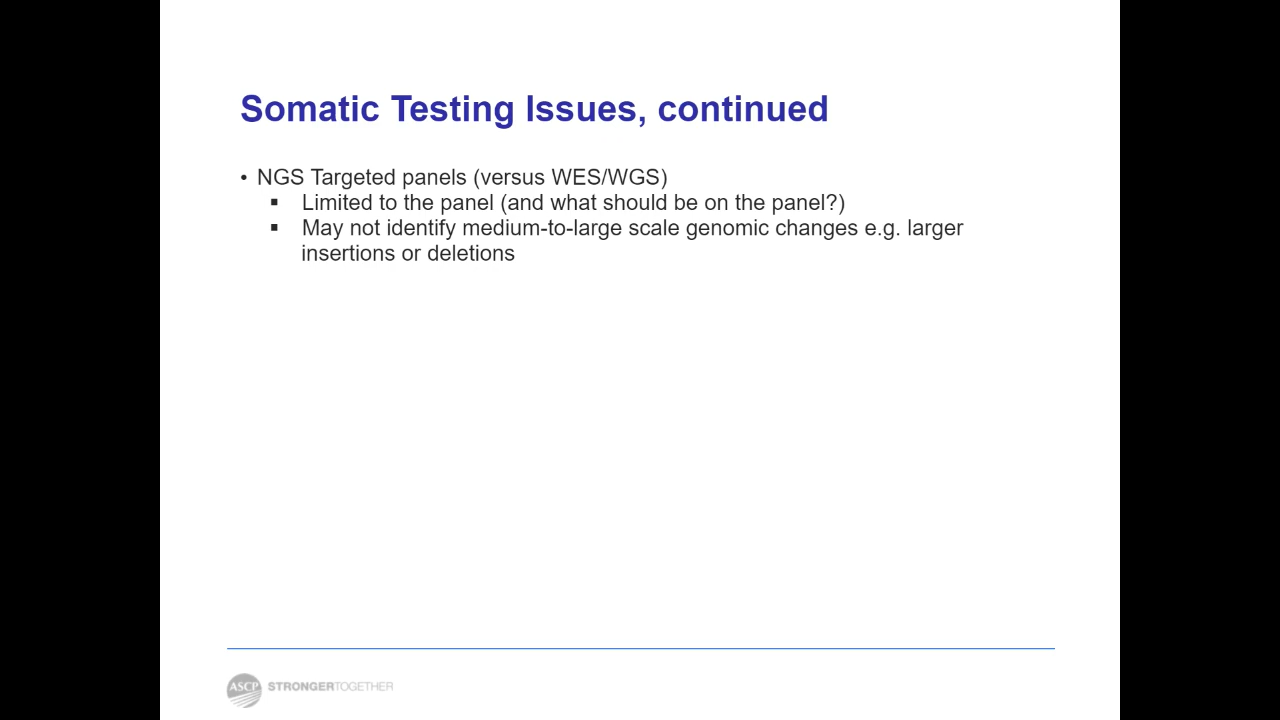 Somatic Testing Issues, continued
• NGS Targeted panels (versus WES/WGS)
▪ Limited to the panel (and what should be on the panel?)
▪ May not identify medium-to-large scale genomic changes e.g. larger
insertions or deletions
ASCP STRONGERTOGETHER